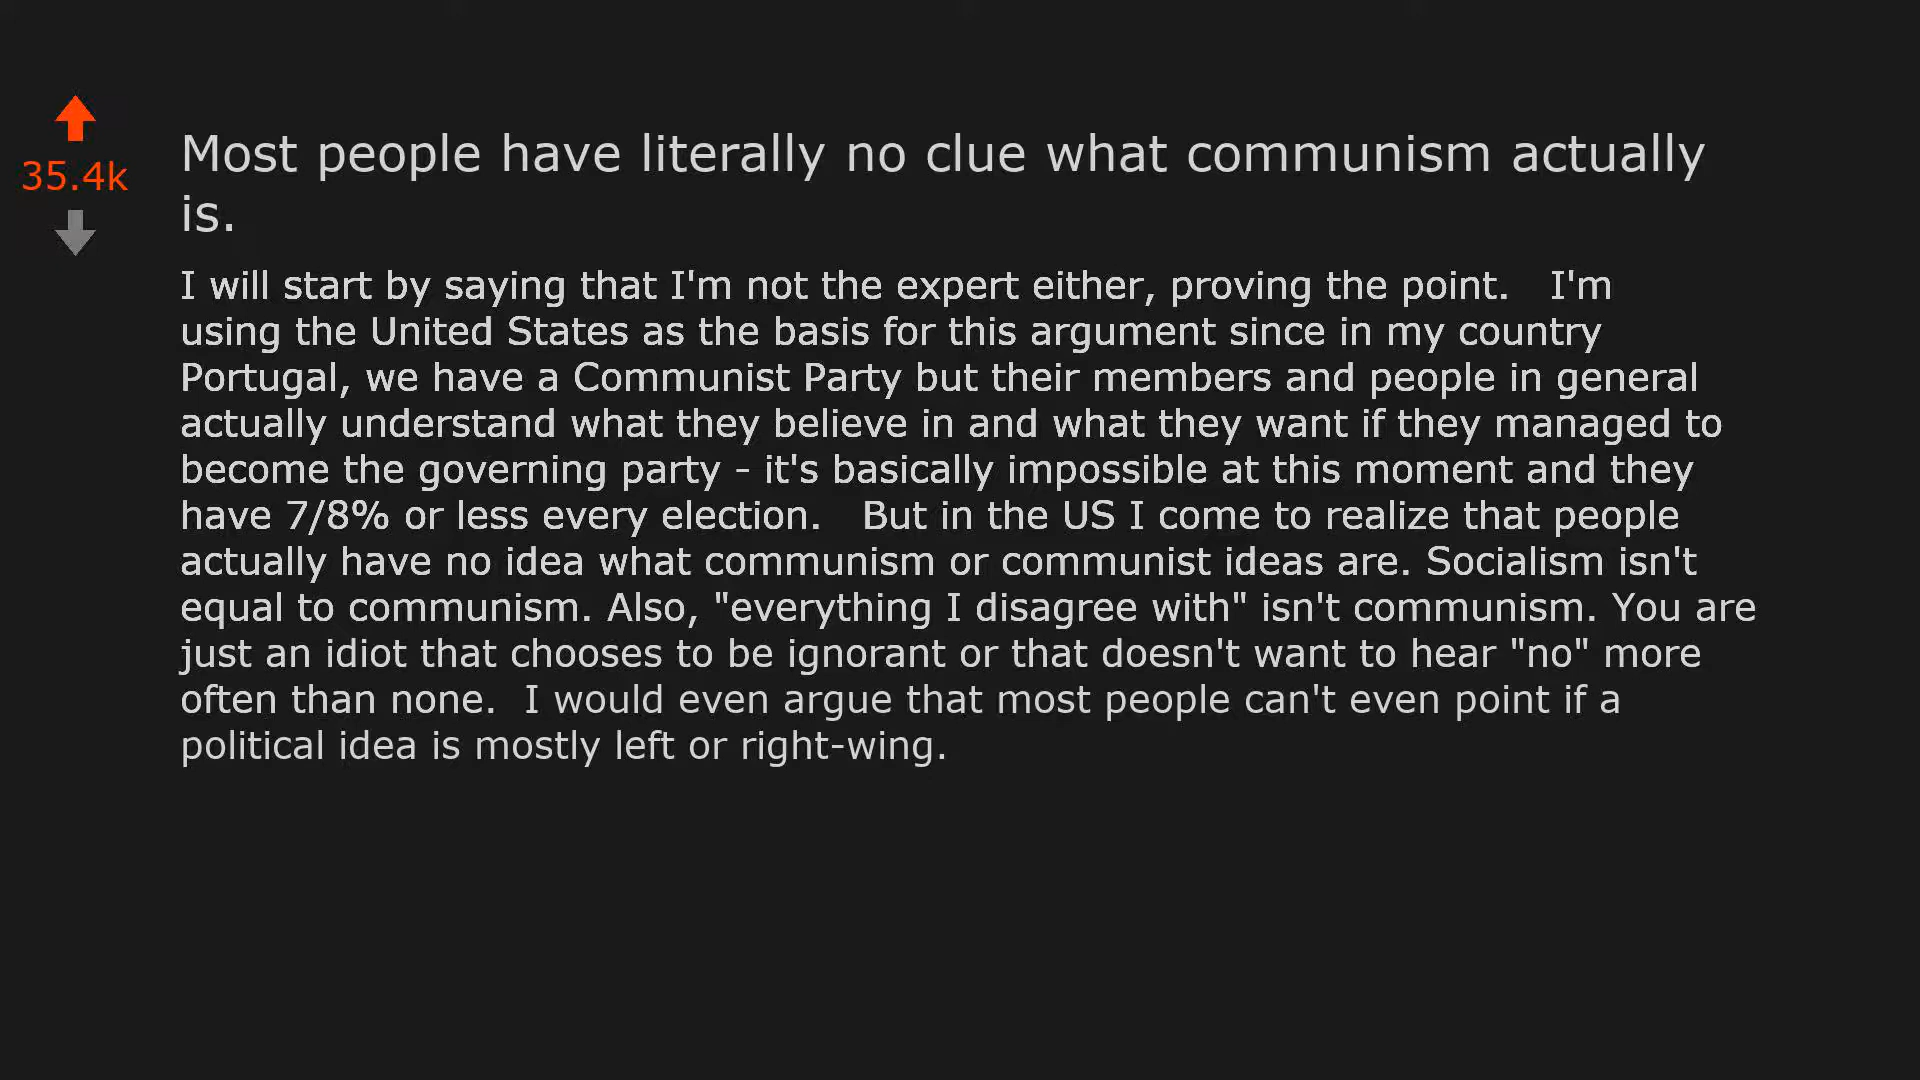 35.4k
Most people have literally no clue what communism actually
is.
I will start by saying that I'm not the expert either, proving the point.   I'm
using the United States as the basis for this argument since in my country
Portugal, we have a Communist Party but their members and people in general
actually understand what they believe in and what they want if they managed to
become the governing party - it's basically impossible at this moment and they
have 7/8% or less every election.   But in the US I come to realize that people
actually have no idea what communism or communist ideas are. Socialism isn't
equal to communism. Also, "everything I disagree with" isn't communism. You are
just an idiot that chooses to be ignorant or that doesn't want to hear "no" more
often than none.  I would even argue that most people can't even point if a
political idea is mostly left or right-wing.